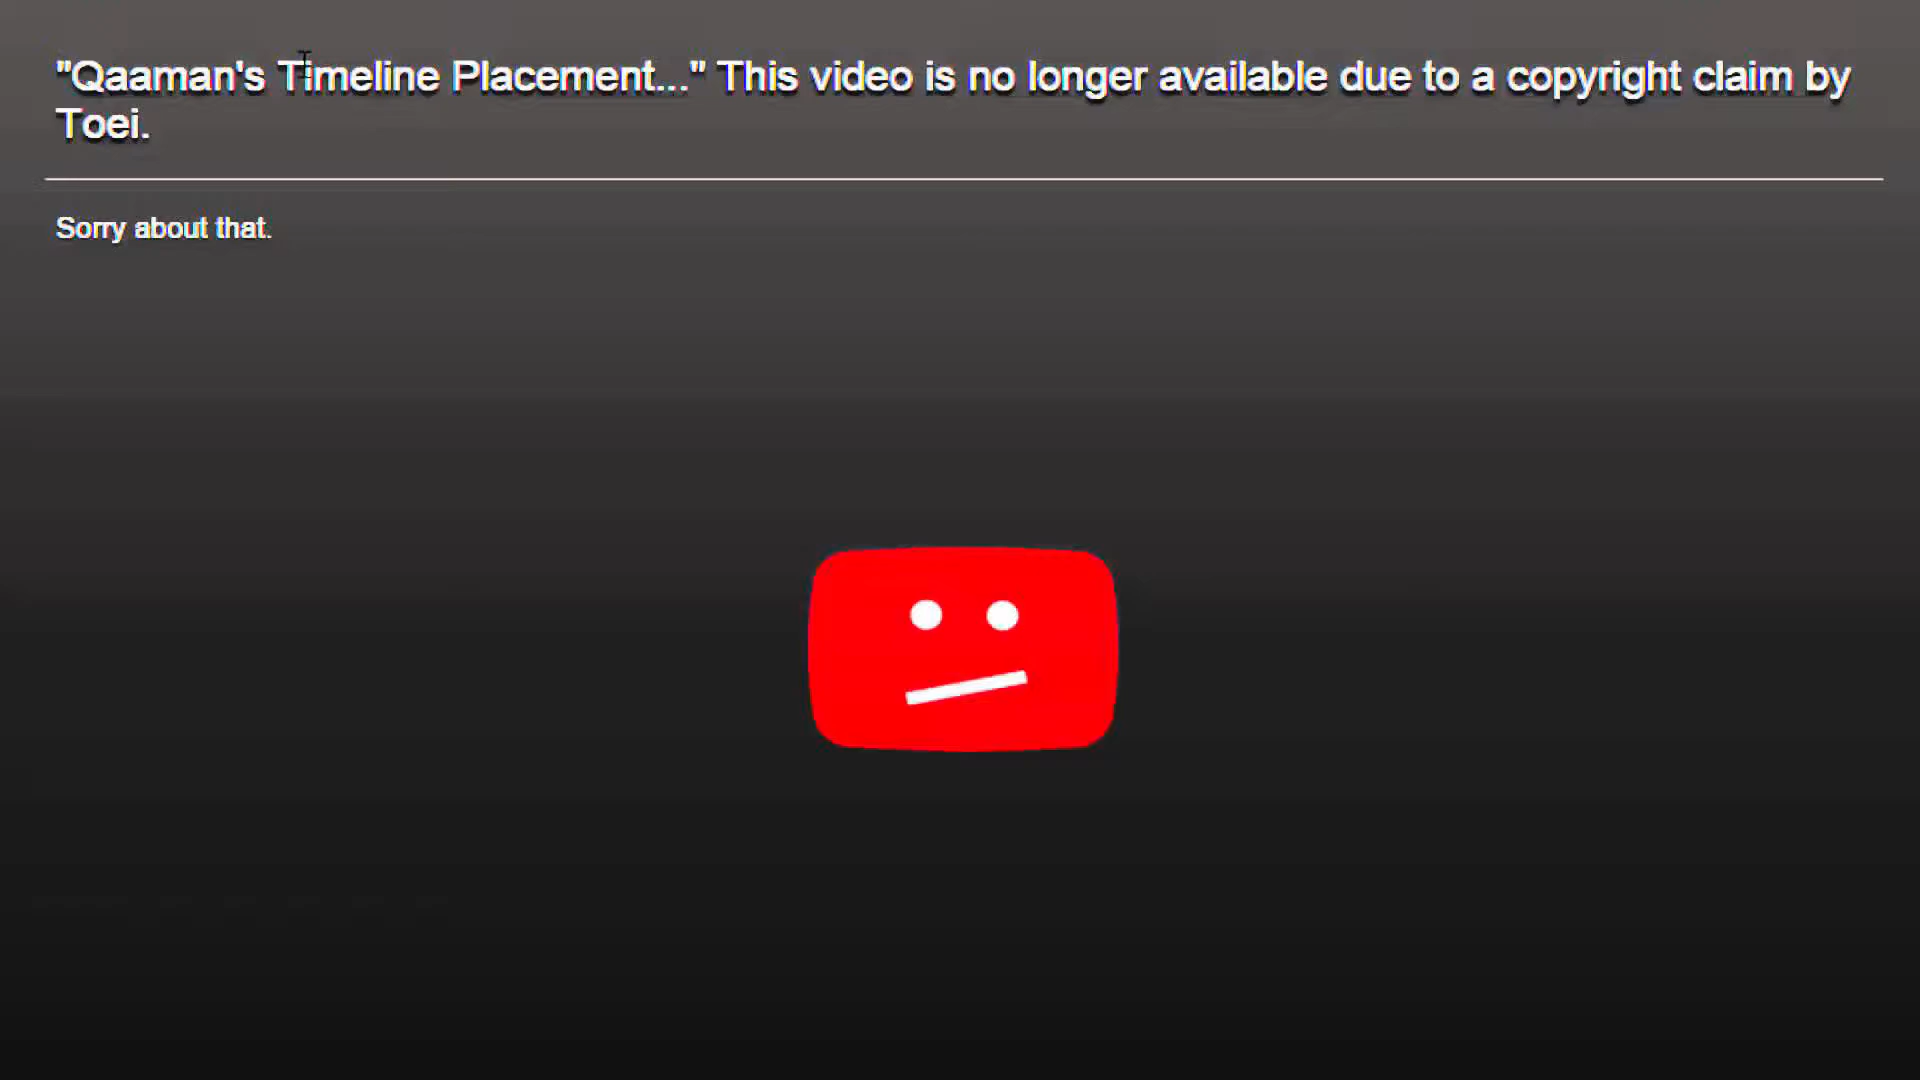 "Qaaman's Timeline Placement..." This video is no longer available due to a copyright claim by
Toei.
Sorry about that.